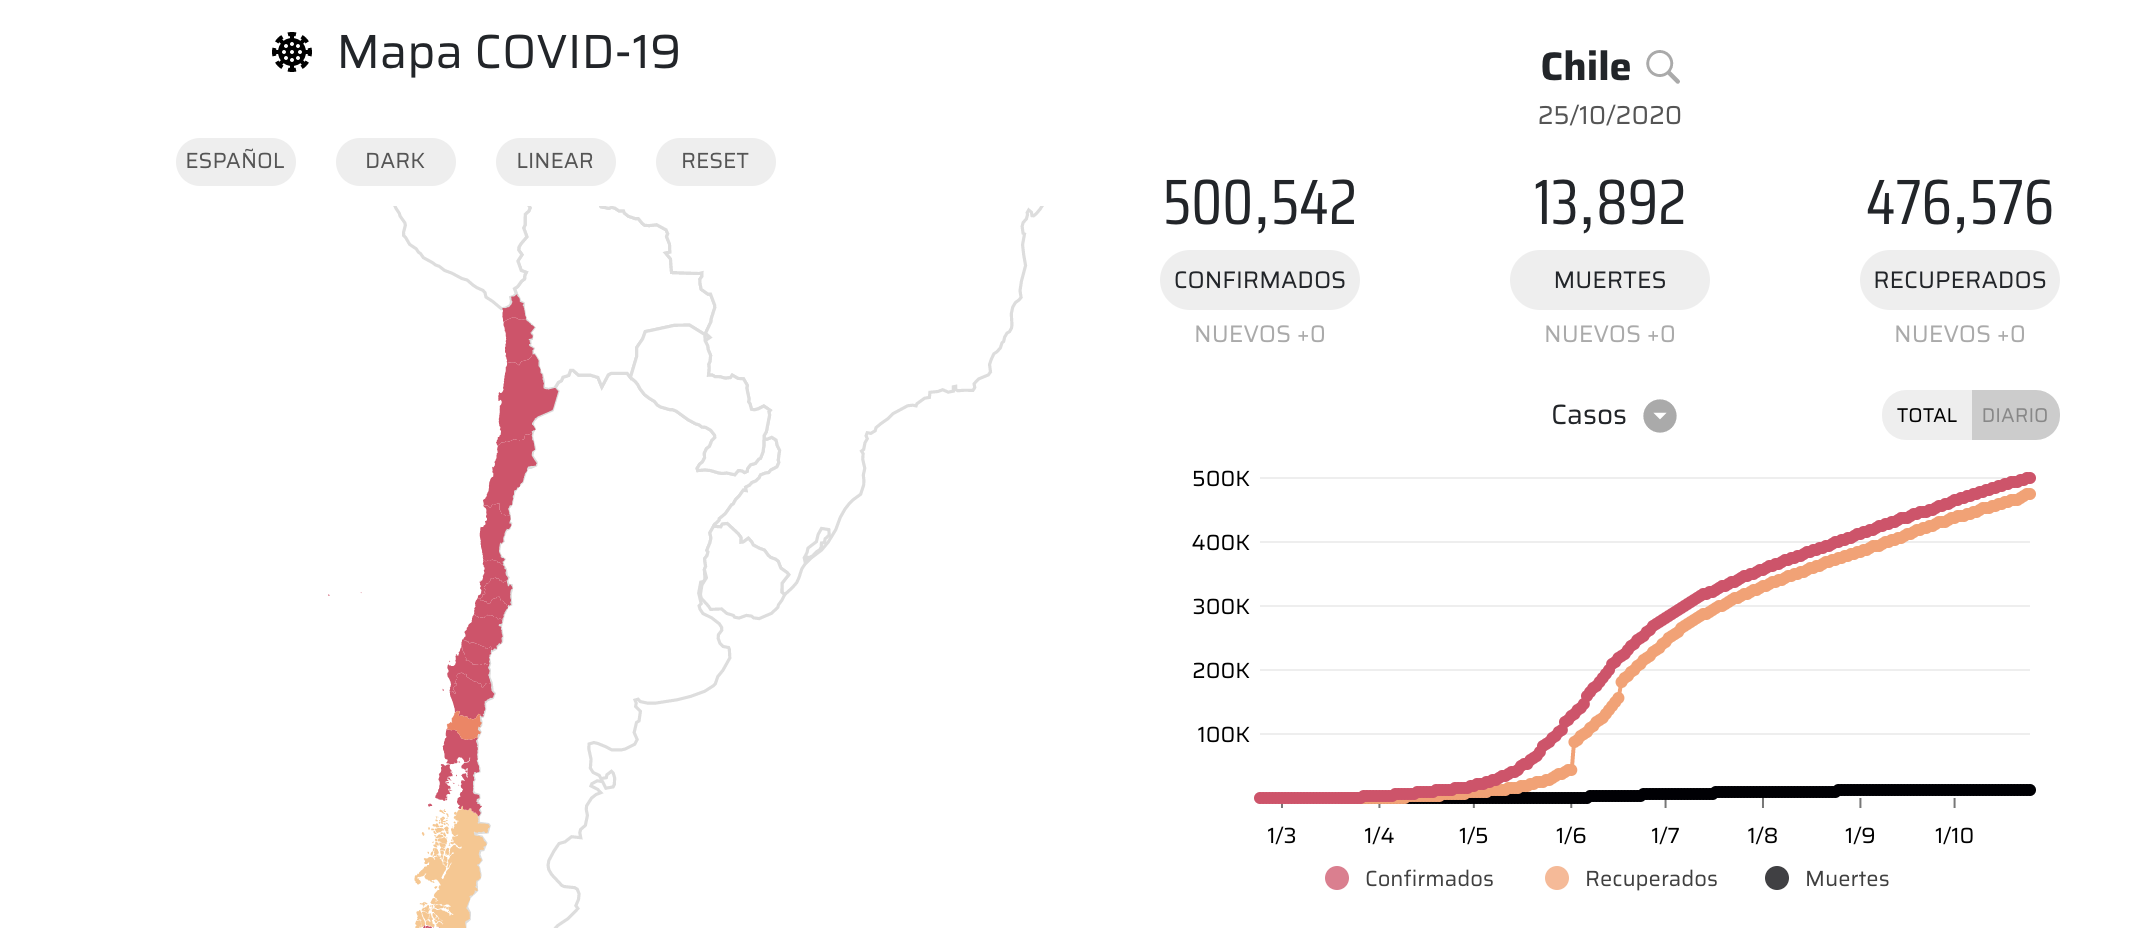 Mapa COVID-19
ESPAÑOL DARK LINEAR RESET
Chile
25/10/2020
500,542 13,892 476,576
CONFIRMADOS MUERTES RECUPERADOS
NUEVOS +0 NUEVOS +0 NUEVOS +0
Casos TOTAL DIARIO
500K
400K
300K
200K
100K
1/3 1/4 1/5 1/6 1/7 1/8 1/9 1/10
Confirmados Recuperados Muertes